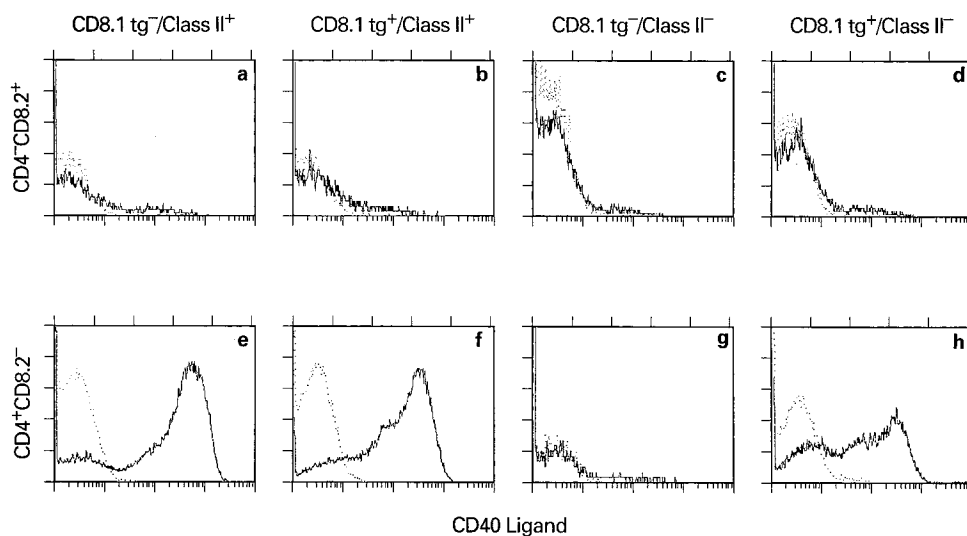 CD8.1 tg⁻/Class II⁺
CD8.1 tg⁺/Class II⁺
CD8.1 tg⁻/Class II⁻
CD8.1 tg⁺/Class II⁻
CD4⁻CD8.2⁺
a
b
c
d
CD4⁺CD8.2⁻
e
f
g
h
CD40 Ligand